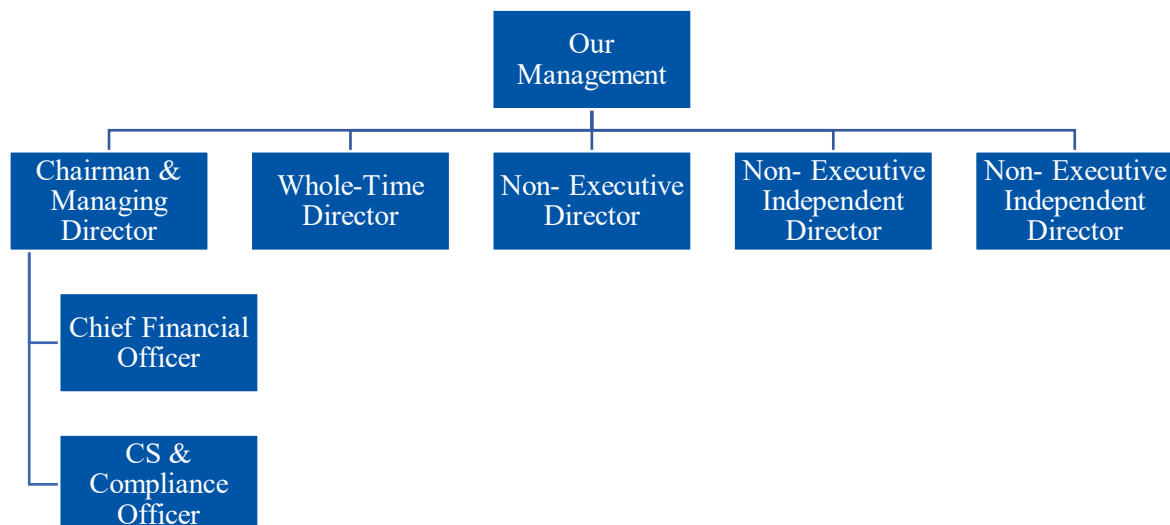 Our
Management
Chairman &
Managing
Director
Whole-Time
Director
Non- Executive
Director
Non- Executive
Independent
Director
Non- Executive
Independent
Director
Chief Financial
Officer
CS &
Compliance
Officer